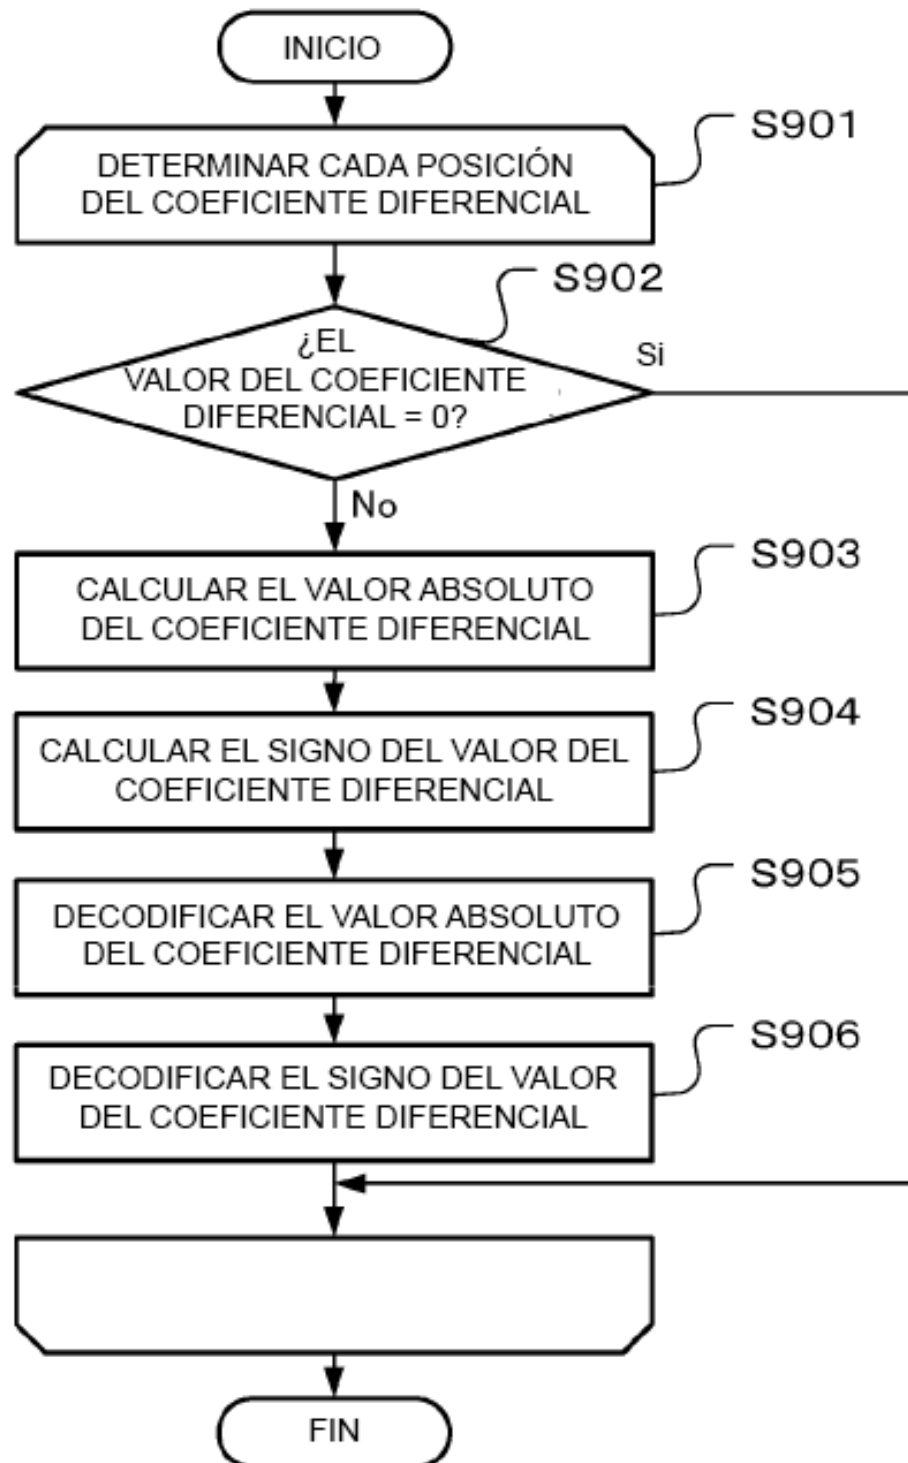 INICIO
DETERMINAR CADA POSICIÓN
DEL COEFICIENTE DIFERENCIAL
S901
S902
¿EL
VALOR DEL COEFICIENTE
DIFERENCIAL = 0?
Si
No
CALCULAR EL VALOR ABSOLUTO
DEL COEFICIENTE DIFERENCIAL
S903
CALCULAR EL SIGNO DEL VALOR DEL
COEFICIENTE DIFERENCIAL
S904
DECODIFICAR EL VALOR ABSOLUTO
DEL COEFICIENTE DIFERENCIAL
S905
DECODIFICAR EL SIGNO DEL VALOR
DEL COEFICIENTE DIFERENCIAL
S906
FIN